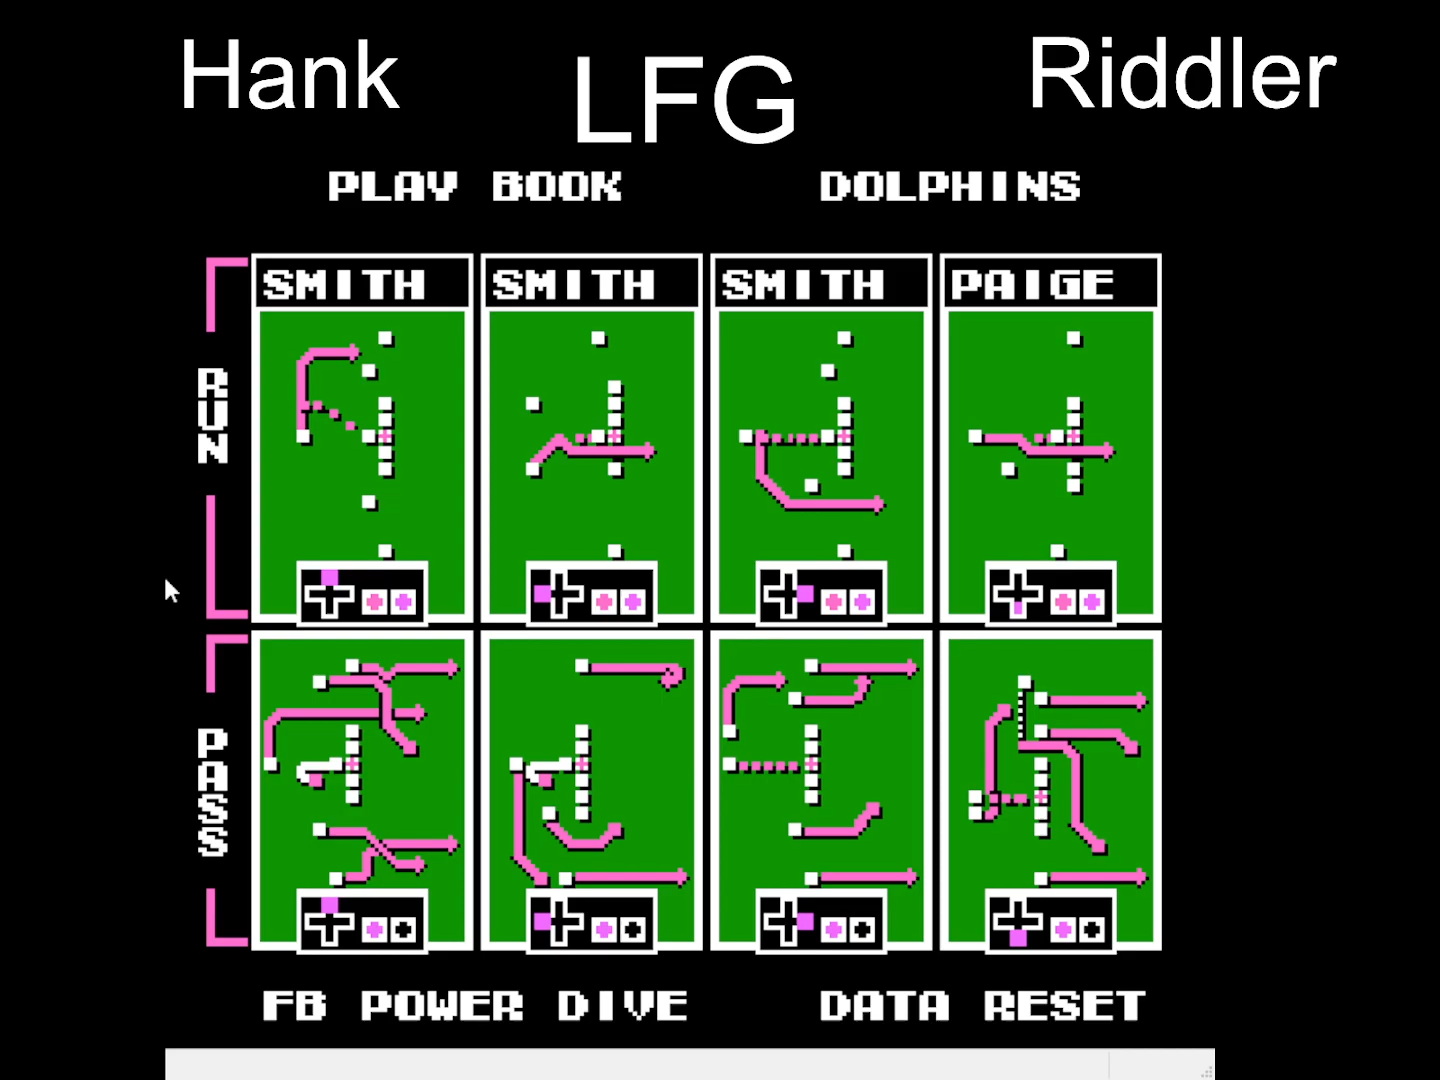 Hank LFG Riddler
PLAY BOOK DOLPHINS
SMITH SMITH SMITH PAIGE
RUN
PASS
FB POWER DIVE DATA RESET